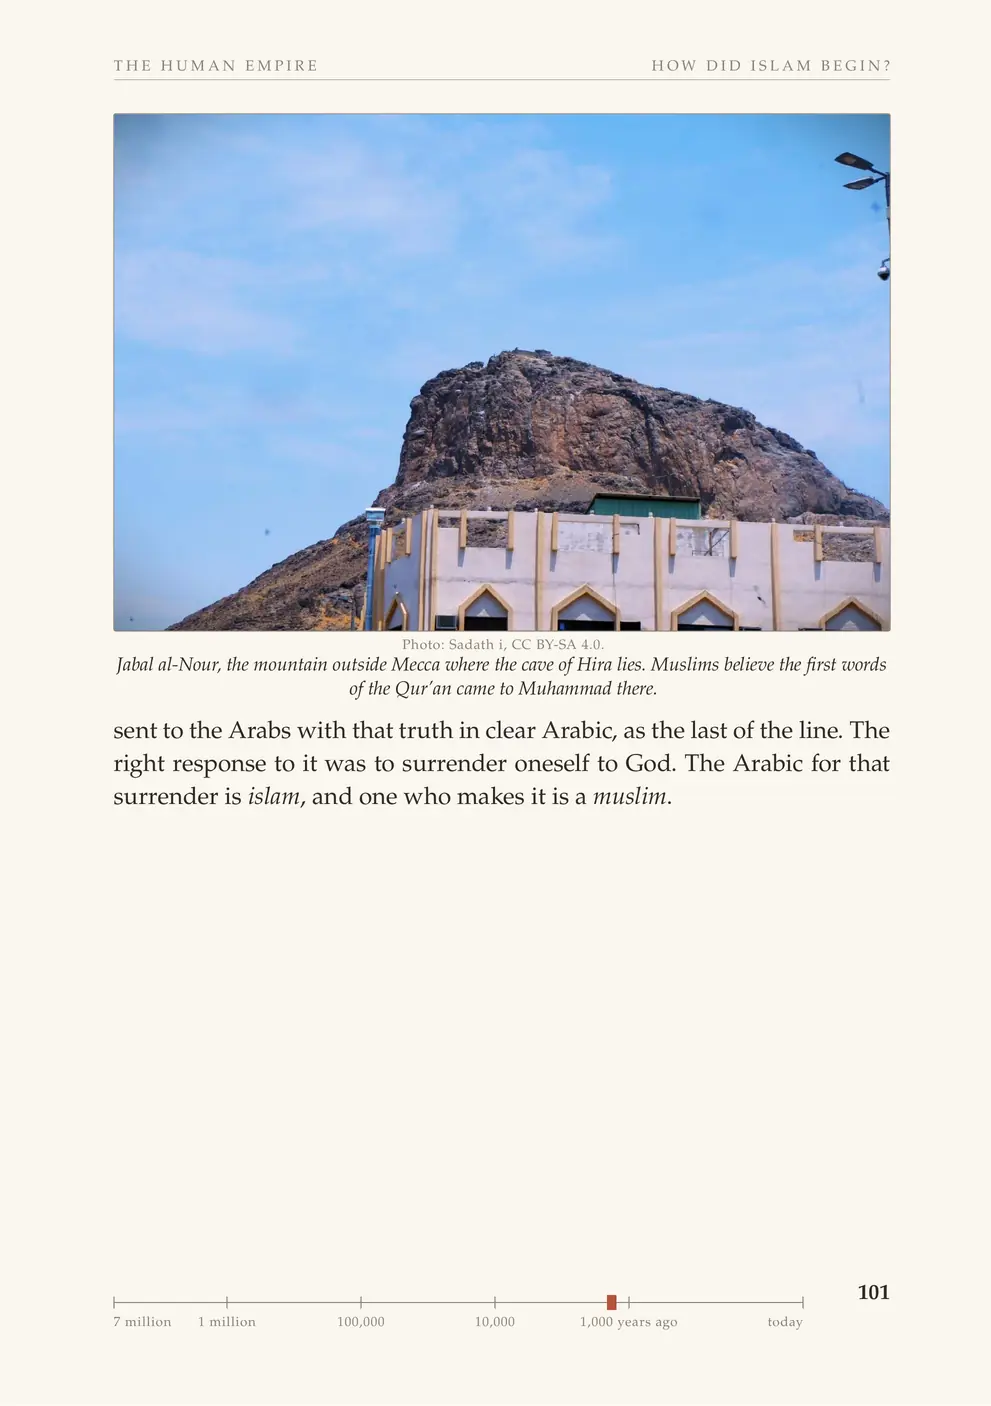 THE HUMAN EMPIRE
HOW DID ISLAM BEGIN?
Photo: Sadath i, CC BY-SA 4.0.
Jabal al-Nour, the mountain outside Mecca where the cave of Hira lies. Muslims believe the first words
of the Qur’an came to Muhammad there.
sent to the Arabs with that truth in clear Arabic, as the last of the line. The
right response to it was to surrender oneself to God. The Arabic for that
surrender is islam, and one who makes it is a muslim.
101
7 million 1 million 100,000 10,000 1,000 years ago today